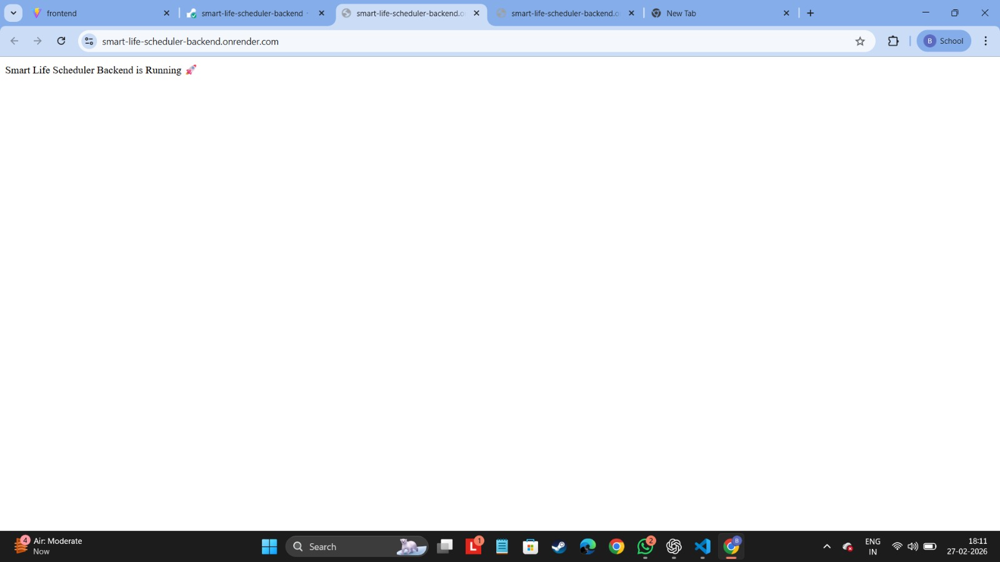 frontend
smart-life-scheduler-backend
smart-life-scheduler-backend.o
smart-life-scheduler-backend.o
New Tab
smart-life-scheduler-backend.onrender.com
B
School
Smart Life Scheduler Backend is Running 🚀
4
Air: Moderate
Now
Search
L
1
2
B
ENG
IN
18:11
27-02-2026